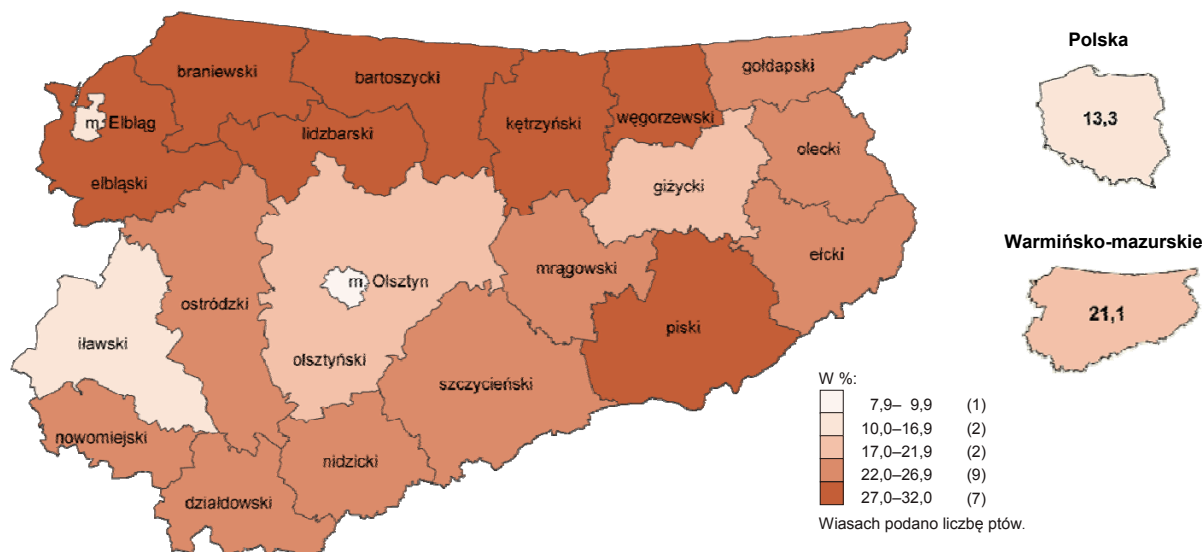 braniewski
bartoszycki
gołdapski
m. Elbląg
lidzbarski
kętrzyński
węgorzewski
olecki
elbląski
giżycki
ełcki
mrągowski
m. Olsztyn
ostródzki
piski
iławski
olsztyński
szczycieński
nowomiejski
nidzicki
działdowski
Polska
13,3
Warmińsko-mazurskie
21,1
W %:
7,9– 9,9 (1)
10,0–16,9 (2)
17,0–21,9 (2)
22,0–26,9 (9)
27,0–32,0 (7)
Wiasach podano liczbę ptów.